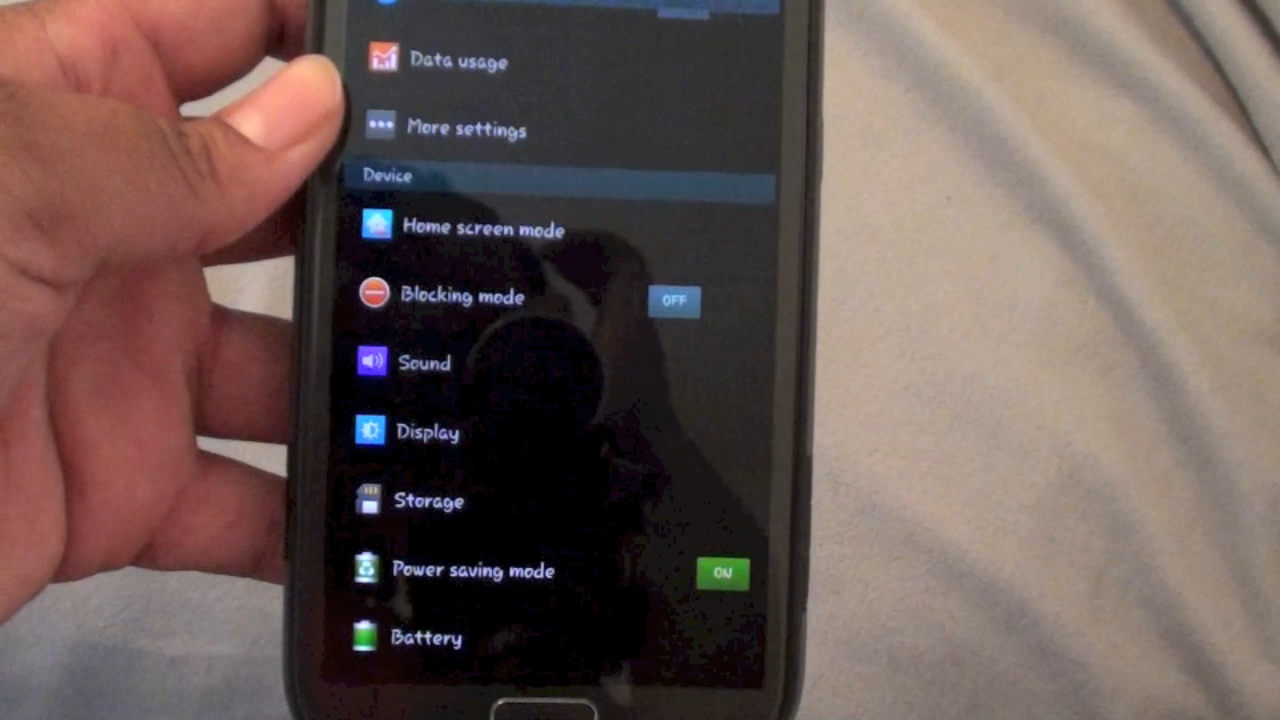 Data usage
More settings
Device
Home screen mode
Blocking mode OFF
Sound
Display
Storage
Power saving mode ON
Battery